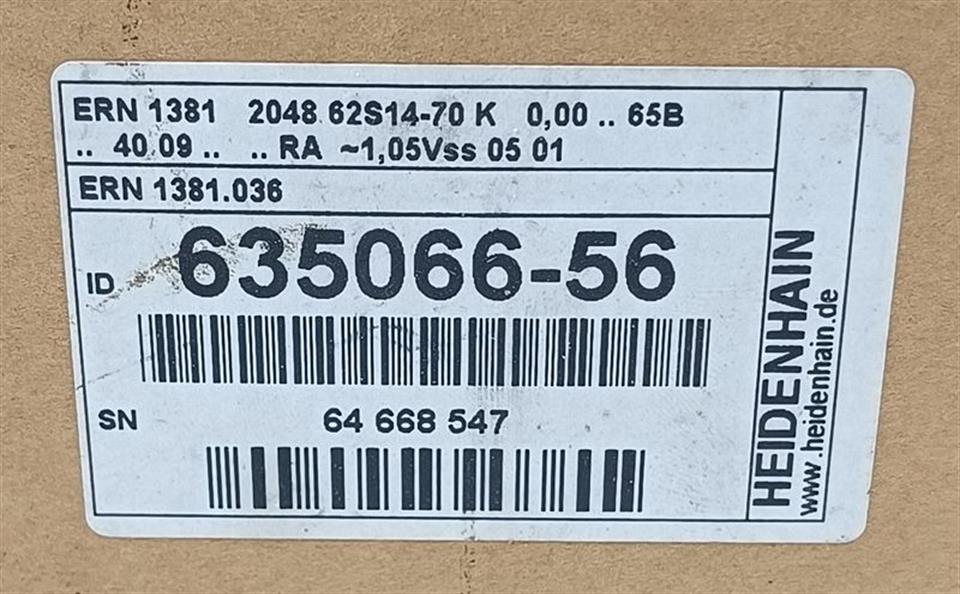 ERN 1381 2048 62S14-70 K 0,00 .. 65B
.. 40.09 .. .. RA ~1,05Vss 05 01
ERN 1381.036
ID 635066-56
SN 64 668 547
HEIDENHAIN
www.heidenhain.de